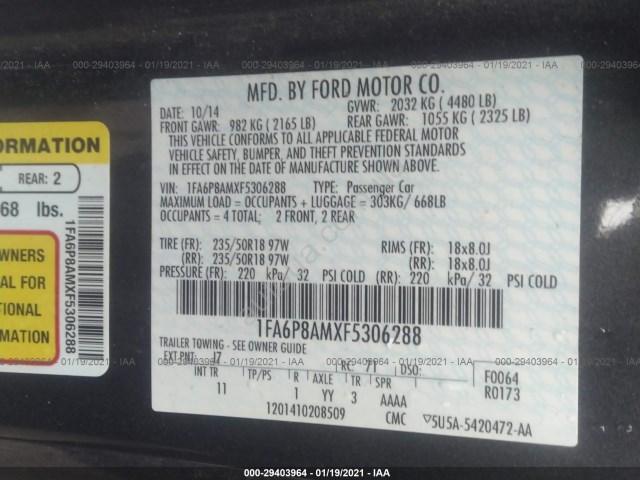 000-29403964 - 01/19/2021 - IAA 000-29403964 - 01/19/2021 - IAA 000-29403964 - 01/19/2021 - IAA
MFD. BY FORD MOTOR CO.
DATE: 10/14 GVWR: 2032 KG ( 4480 LB)
FRONT GAWR: 982 KG ( 2165 LB) REAR GAWR: 1055 KG ( 2325 LB)
THIS VEHICLE CONFORMS TO ALL APPLICABLE FEDERAL MOTOR
VEHICLE SAFETY, BUMPER, AND THEFT PREVENTION STANDARDS
IN EFFECT ON THE DATE OF MANUFACTURE SHOWN ABOVE.
VIN: 1FA6P8AMXF5306288 TYPE: Passenger Car
MAXIMUM LOAD = OCCUPANTS + LUGGAGE = 303KG/ 668LB
OCCUPANTS = 4 TOTAL; 2 FRONT, 2 REAR
TIRE (FR): 235/50R18 97W RIMS (FR): 18x8.0J
(RR): 235/50R18 97W (RR): 18x8.0J
PRESSURE (FR): 220 kPa/ 32 PSI COLD (RR): 220 kPa/ 32 PSI COLD
1FA6P8AMXF5306288
TRAILER TOWING - SEE OWNER GUIDE
EXT PNT: J7 RC: 71 DSO:
INT TR TP/PS R AXLE TR SPR F0064
11 1 YY 3 AAAA R0173
1201410208509 CMC 5U5A-5420472-AA
ORMATION
REAR: 2
68 lbs.
WNERS
AL FOR
TIONAL
MATION
1FA6P8AMXF5306288
000-29403964 - 01/19/2021 - IAA 000-29403964 - 01/19/2021 - IAA 000-29403964 - 01/19/2021 - IAA